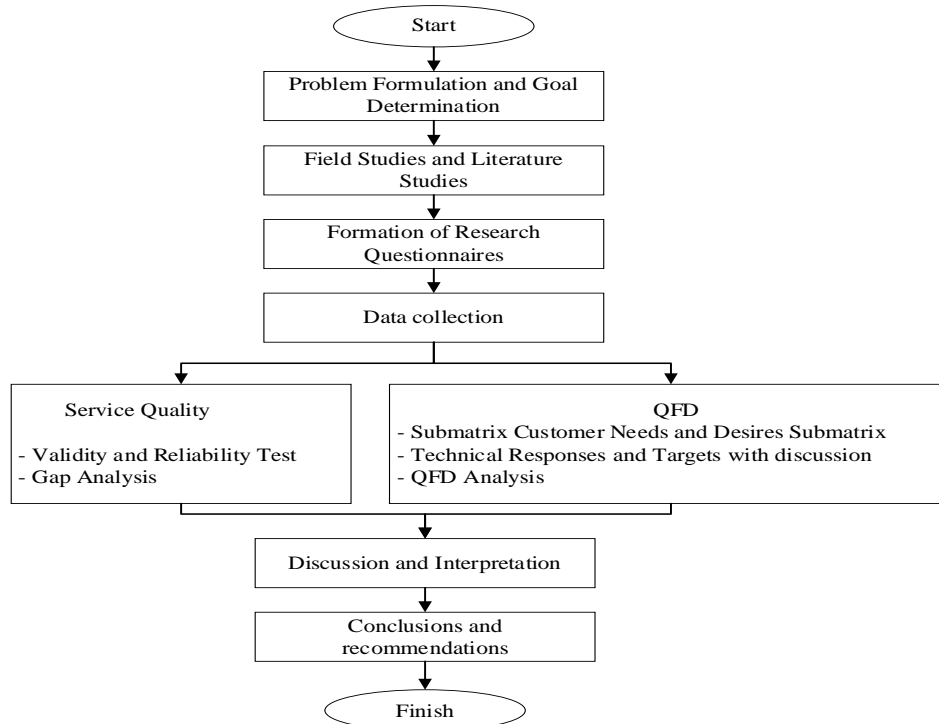 Start
Problem Formulation and Goal
Determination
Field Studies and Literature
Studies
Formation of Research
Questionnaires
Data collection
Service Quality
- Validity and Reliability Test
- Gap Analysis
QFD
- Submatrix Customer Needs and Desires Submatrix
- Technical Responses and Targets with discussion
- QFD Analysis
Discussion and Interpretation
Conclusions and
recommendations
Finish